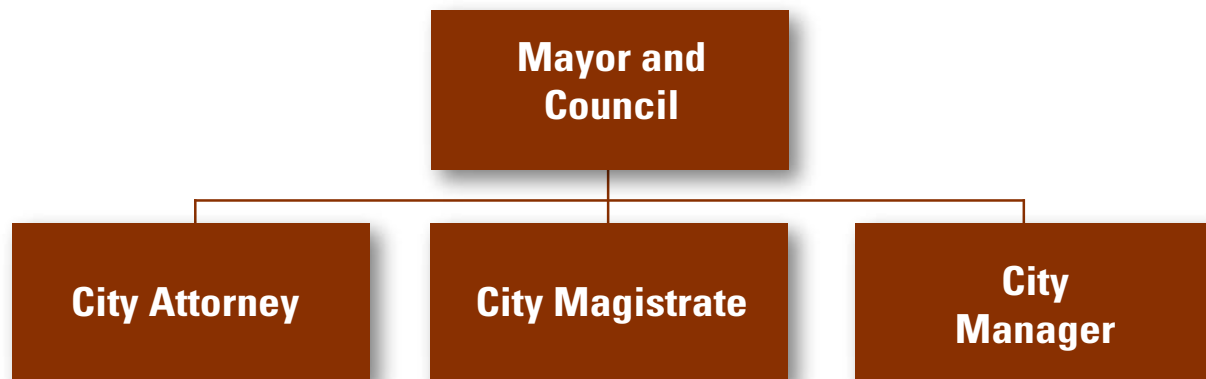 Mayor and
Council
City Attorney
City Magistrate
City
Manager